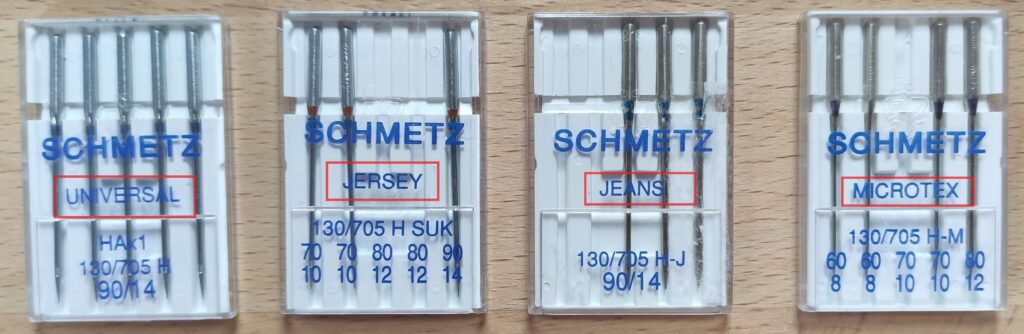 SCHMETZ
UNIVERSAL
HAx1
130/705 H
90/14
SCHMETZ
JERSEY
130/705 H SUK
70 70 80 80 90
10 10 12 12 14
SCHMETZ
JEANS
130/705 H-J
90/14
SCHMETZ
MICROTEX
130/705 H-M
60 60 70 70 80
8 8 10 10 12